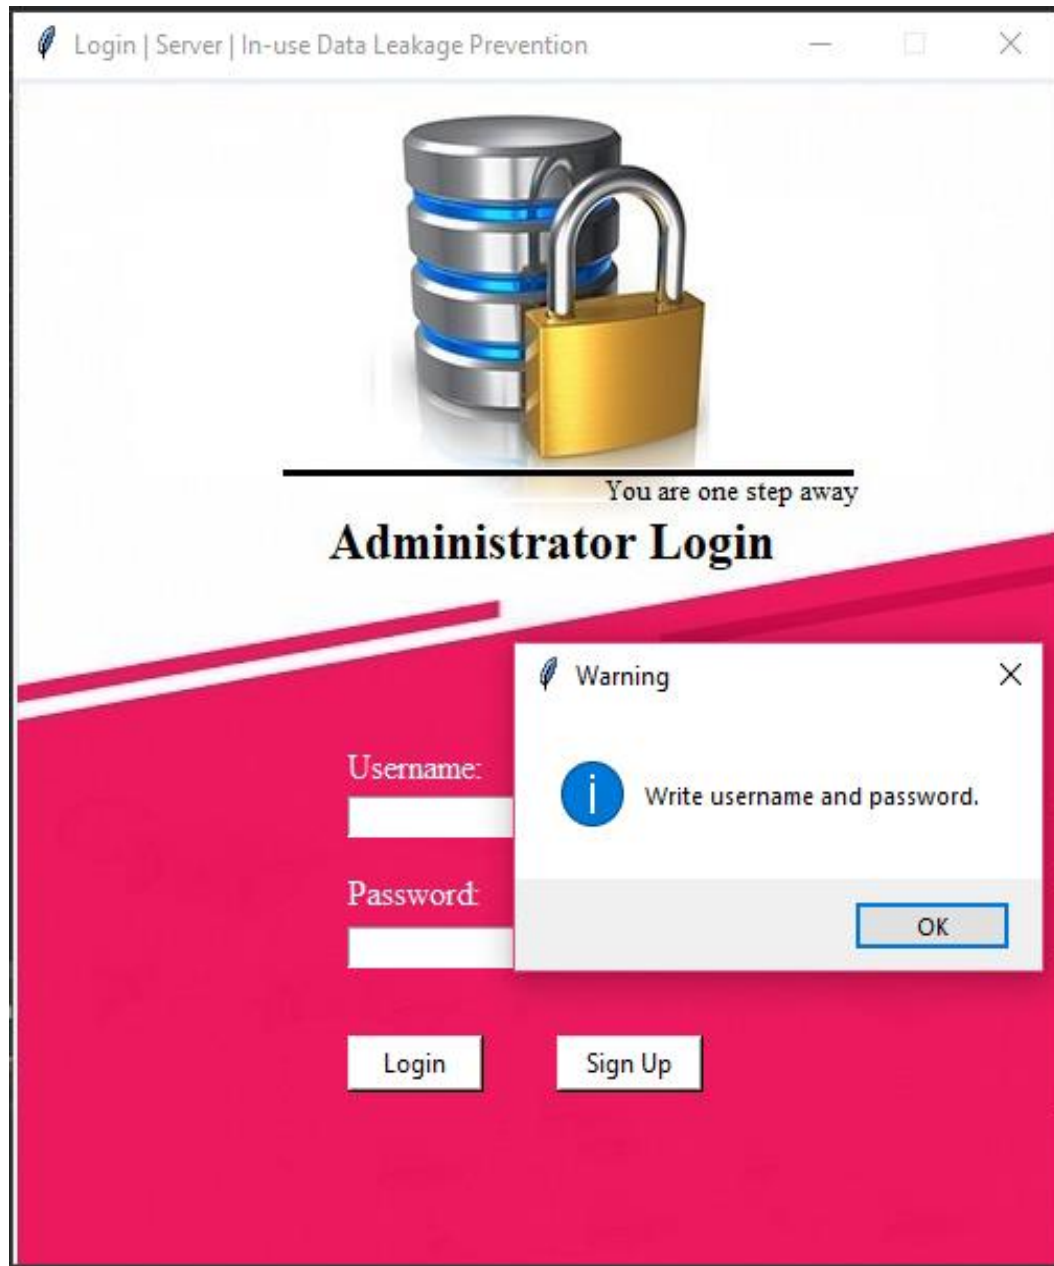 Login | Server | In-use Data Leakage Prevention
You are one step away
Administrator Login
Warning
Username:
Write username and password.
Password:
OK
Login
Sign Up